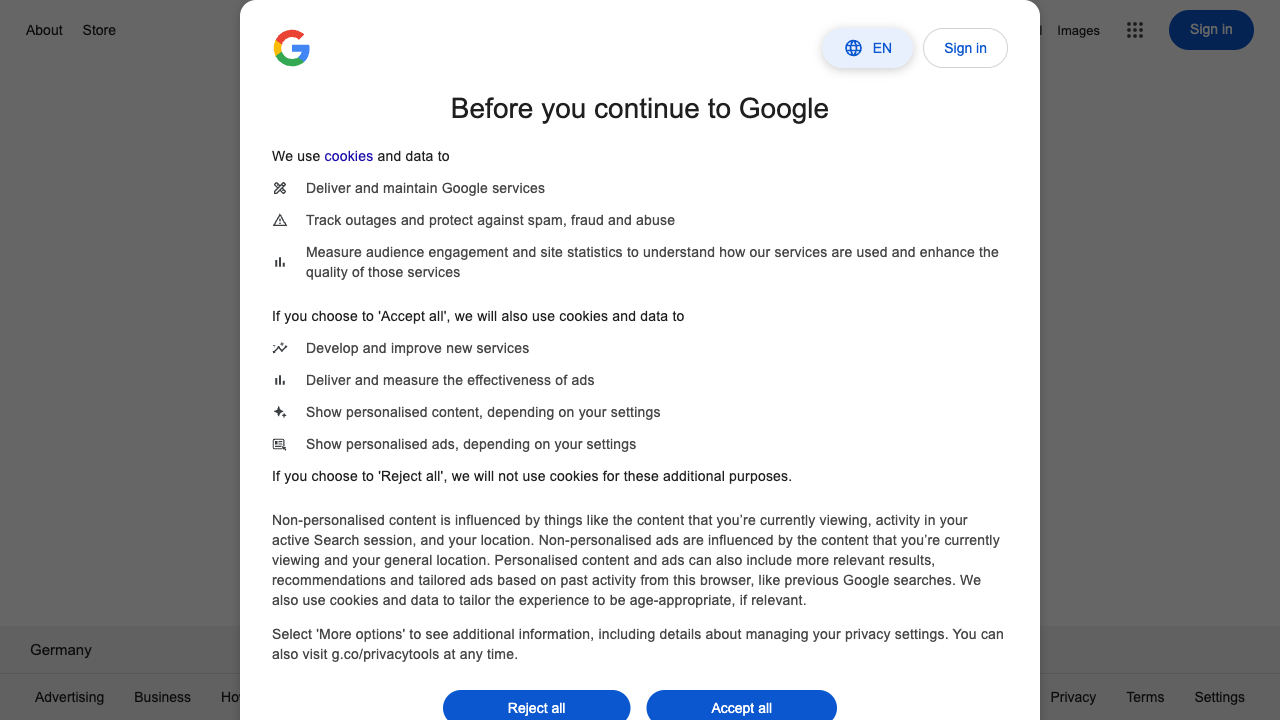 About Store Images Sign in
EN Sign in
Before you continue to Google
We use cookies and data to
Deliver and maintain Google services
Track outages and protect against spam, fraud and abuse
Measure audience engagement and site statistics to understand how our services are used and enhance the
quality of those services
If you choose to 'Accept all', we will also use cookies and data to
Develop and improve new services
Deliver and measure the effectiveness of ads
Show personalised content, depending on your settings
Show personalised ads, depending on your settings
If you choose to 'Reject all', we will not use cookies for these additional purposes.
Non-personalised content is influenced by things like the content that you’re currently viewing, activity in your
active Search session, and your location. Non-personalised ads are influenced by the content that you’re currently
viewing and your general location. Personalised content and ads can also include more relevant results,
recommendations and tailored ads based on past activity from this browser, like previous Google searches. We
also use cookies and data to tailor the experience to be age-appropriate, if relevant.
Select 'More options' to see additional information, including details about managing your privacy settings. You can
also visit g.co/privacytools at any time.
Germany
Advertising Business Reject all Accept all Privacy Terms Settings